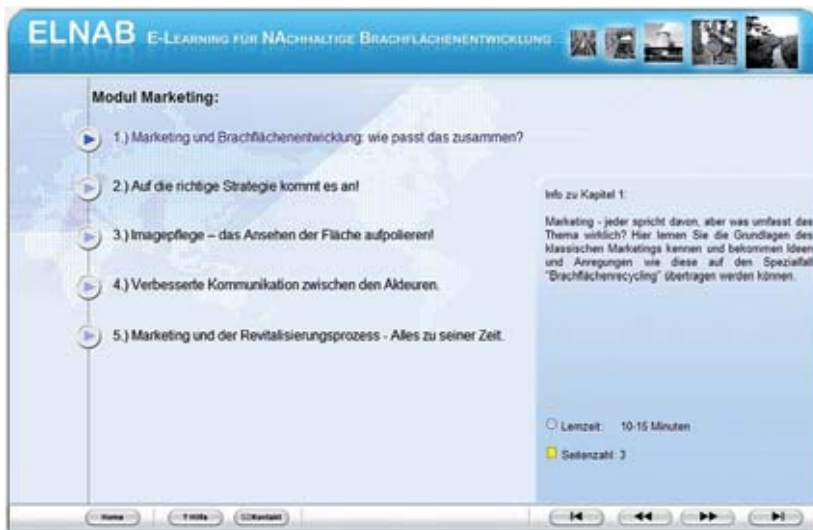 ELNAB E-LEARNING FÜR NACHHALTIGE BRACHFLÄCHENENTWICKLUNG
Modul Marketing:
1.) Marketing und Brachflächenentwicklung: wie passt das zusammen?
2.) Auf die richtige Strategie kommt es an!
3.) Imagepflege – das Ansehen der Fläche aufpolieren!
4.) Verbesserte Kommunikation zwischen den Akteuren.
5.) Marketing und der Revitalisierungsprozess - Alles zu seiner Zeit.
Info zu Kapitel 1:
Marketing - jeder spricht davon, aber was umfasst das
Thema wirklich? Hier lernen Sie die Grundlagen des
klassischen Marketings kennen und bekommen Ideen
und Anregungen wie diese auf den Spezialfall
"Brachflächenrecycling" übertragen werden können.
Lernzeit: 10-15 Minuten
Seitenzahl: 3
Home ? Hilfe Kontakt